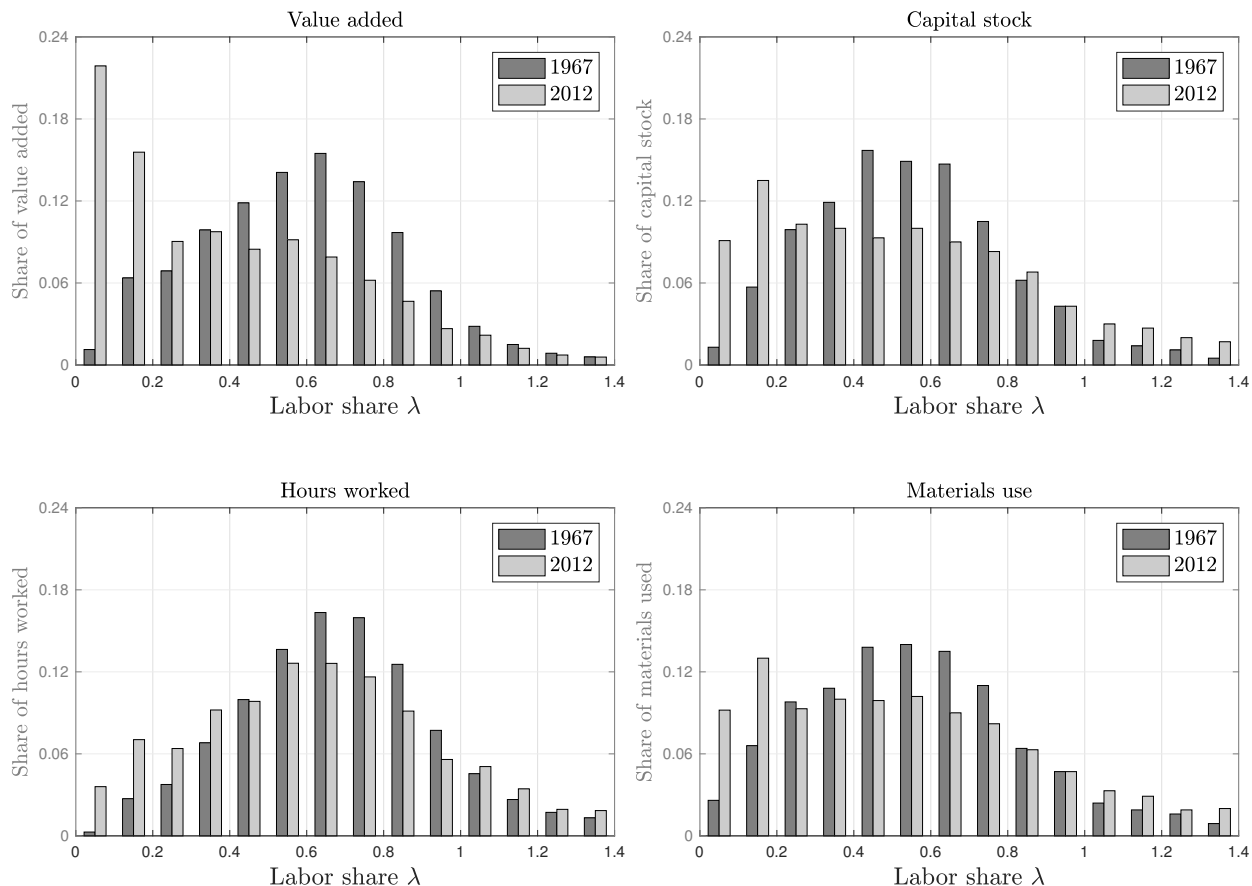 Value added
0.24
0.18
0.12
0.06
0
Share of value added
1967
2012
0 0.2 0.4 0.6 0.8 1 1.2 1.4
Labor share λ
Capital stock
0.24
0.18
0.12
0.06
0
Share of capital stock
1967
2012
0 0.2 0.4 0.6 0.8 1 1.2 1.4
Labor share λ
Hours worked
0.24
0.18
0.12
0.06
0
Share of hours worked
1967
2012
0 0.2 0.4 0.6 0.8 1 1.2 1.4
Labor share λ
Materials use
0.24
0.18
0.12
0.06
0
Share of materials used
1967
2012
0 0.2 0.4 0.6 0.8 1 1.2 1.4
Labor share λ